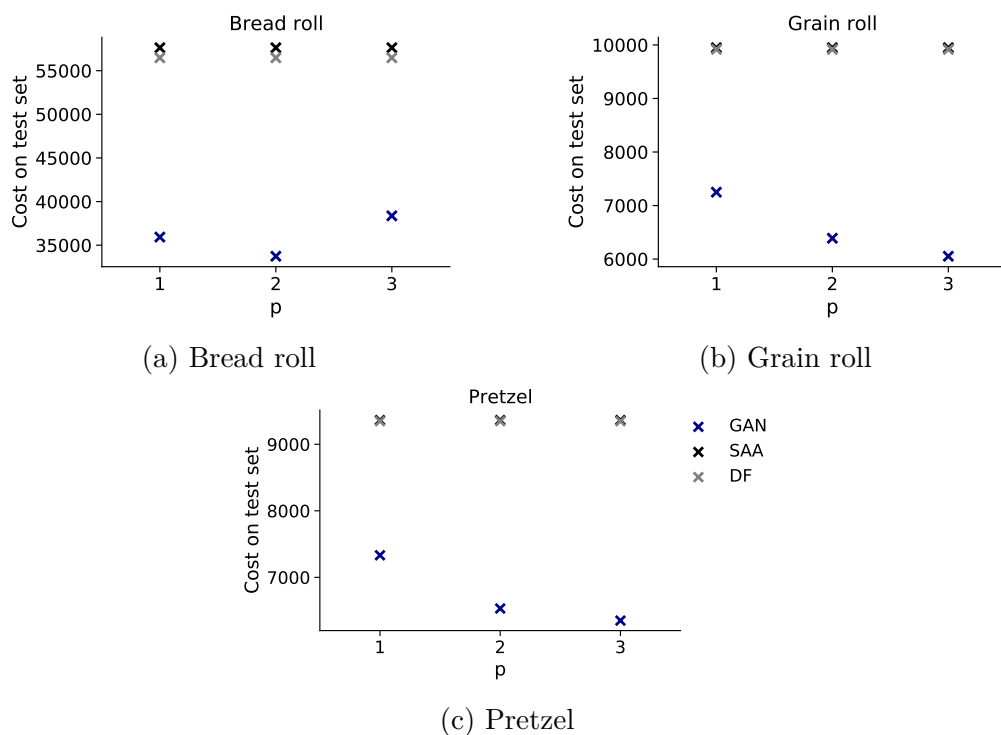 Bread roll
Cost on test set
55000
50000
45000
40000
35000
1 2 3
p
(a) Bread roll
Grain roll
Cost on test set
10000
9000
8000
7000
6000
1 2 3
p
(b) Grain roll
Pretzel
Cost on test set
9000
8000
7000
1 2 3
p
GAN
SAA
DF
(c) Pretzel